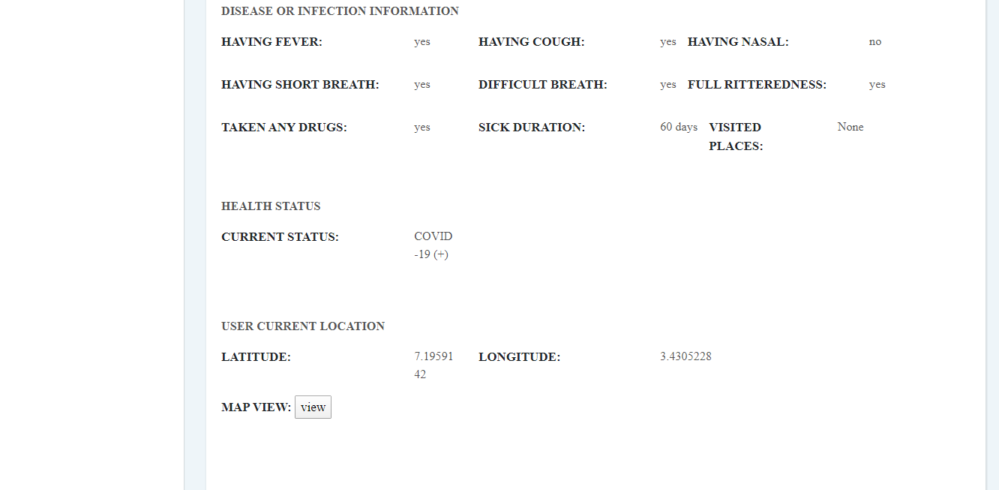 DISEASE OR INFECTION INFORMATION
HAVING FEVER: yes HAVING COUGH: yes HAVING NASAL: no
HAVING SHORT BREATH: yes DIFFICULT BREATH: yes FULL RITTEREDNESS: yes
TAKEN ANY DRUGS: yes SICK DURATION: 60 days VISITED None
PLACES:
HEALTH STATUS
CURRENT STATUS: COVID
-19 (+)
USER CURRENT LOCATION
LATITUDE: 7.19591 LONGITUDE: 3.4305228
42
MAP VIEW: view